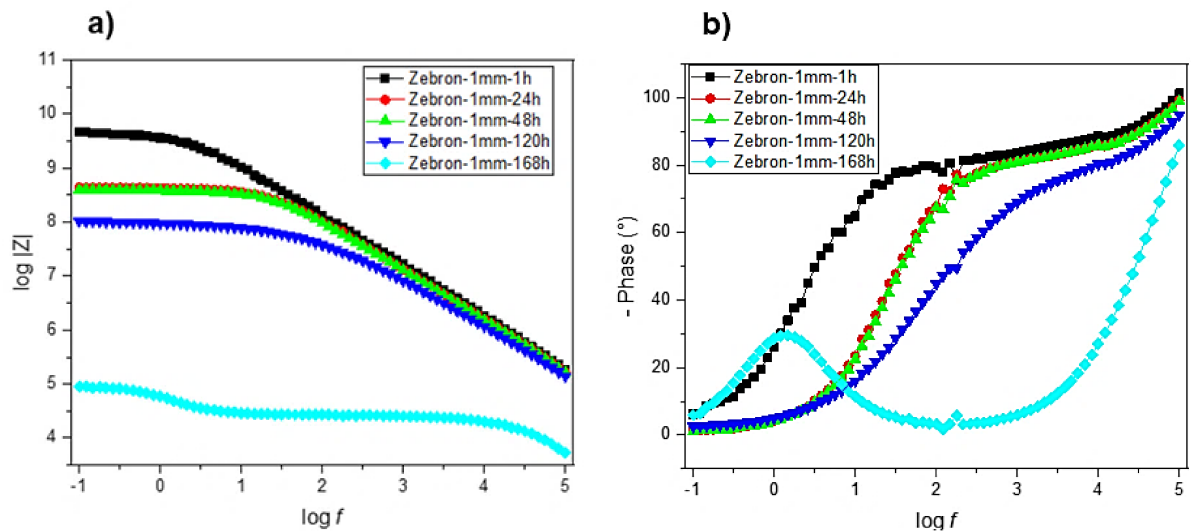 a)
log |Z|
11
10
9
8
7
6
5
4
Zebron-1mm-1h
Zebron-1mm-24h
Zebron-1mm-48h
Zebron-1mm-120h
Zebron-1mm-168h
-1 0 1 2 3 4 5
log f
b)
- Phase (°)
100
80
60
40
20
0
Zebron-1mm-1h
Zebron-1mm-24h
Zebron-1mm-48h
Zebron-1mm-120h
Zebron-1mm-168h
-1 0 1 2 3 4 5
log f